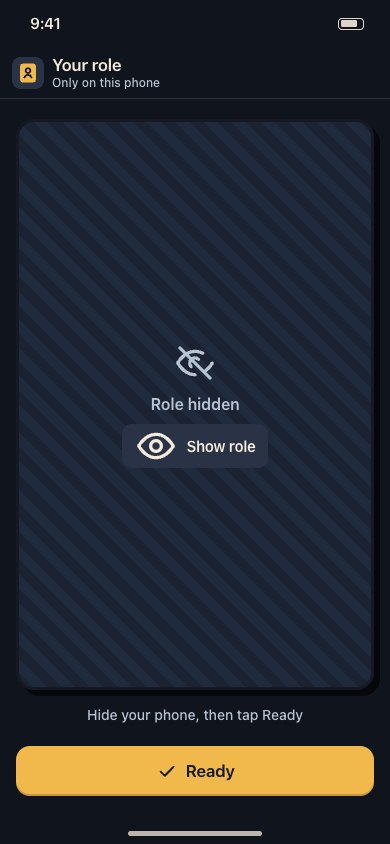 9:41
Your role
Only on this phone
Role hidden
Show role
Hide your phone, then tap Ready
Ready